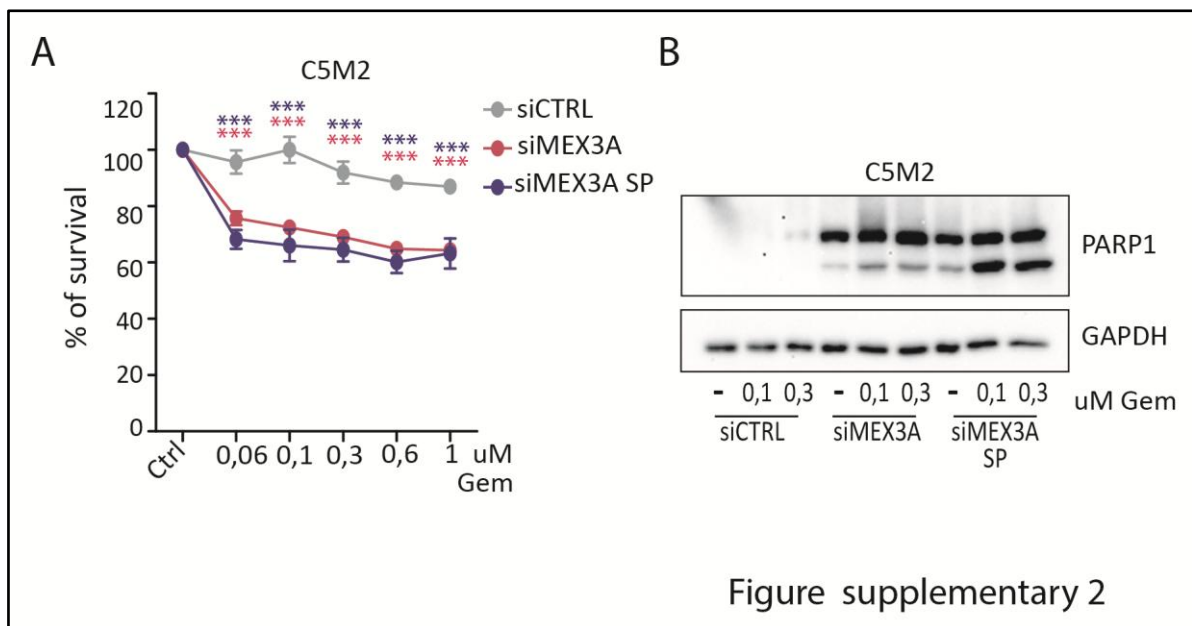 A
C5M2
120
100
80
60
40
20
0
% of survival
***
***
***
***
***
***
***
***
***
***
siCTRL
siMEX3A
siMEX3A SP
Ctrl 0,06 0,1 0,3 0,6 1 uM
Gem
B
C5M2
PARP1
GAPDH
- 0,1 0,3 - 0,1 0,3 - 0,1 0,3 uM Gem
siCTRL siMEX3A siMEX3A
SP
Figure supplementary 2